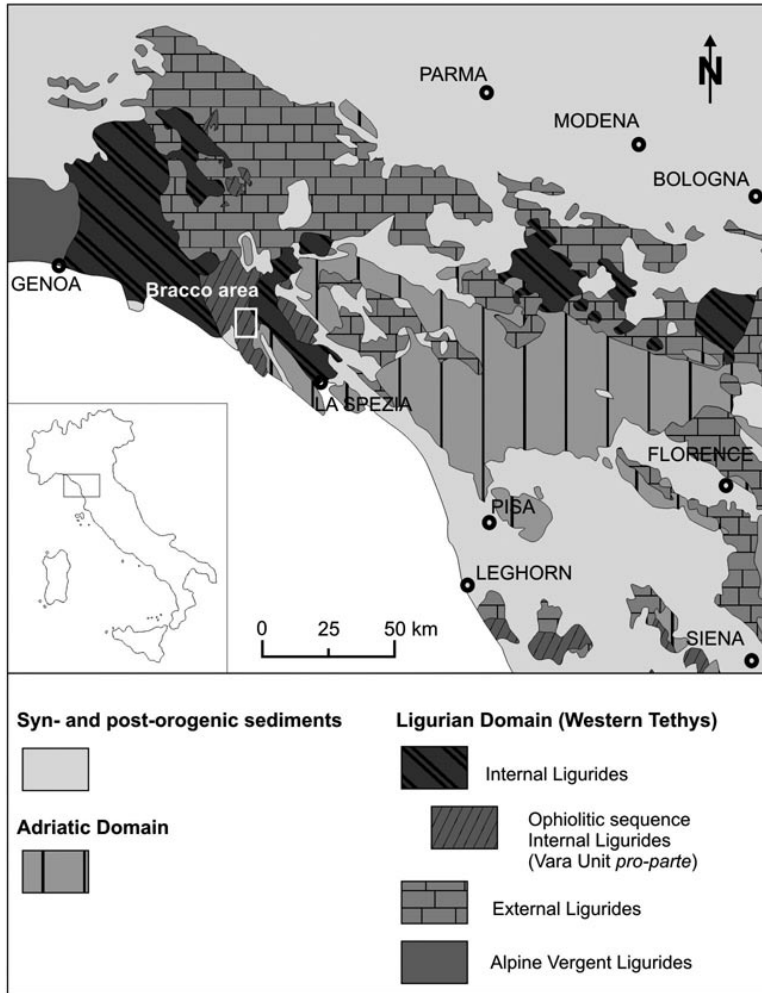 N
PARMA
MODENA
BOLOGNA
GENOA
Bracco area
LA SPEZIA
FLORENCE
PISA
LEGHORN
SIENA
0 25 50 km
Syn- and post-orogenic sediments
Adriatic Domain
Ligurian Domain (Western Tethys)
Internal Ligurides
Ophiolitic sequence
Internal Ligurides
(Vara Unit pro-parte)
External Ligurides
Alpine Vergent Ligurides